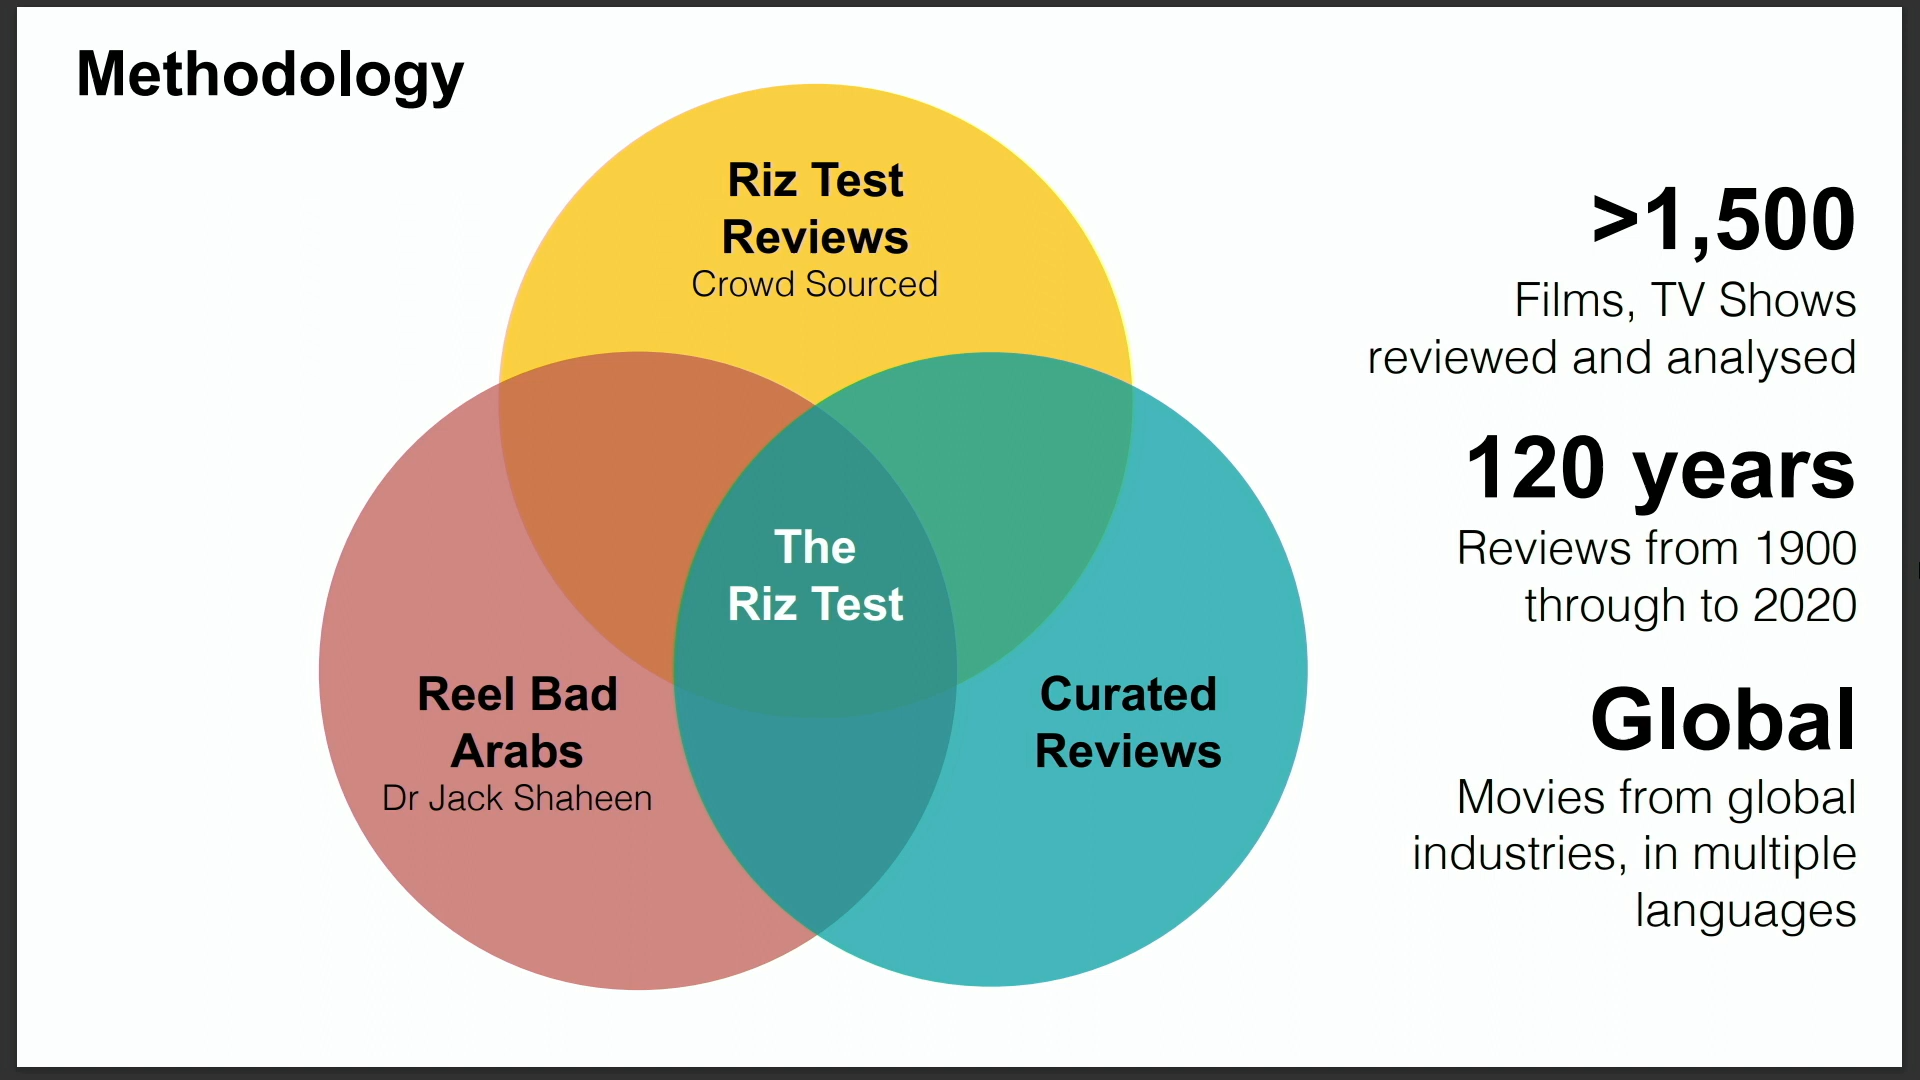 Methodology
Riz Test
Reviews
Crowd Sourced
The
Riz Test
Reel Bad
Arabs
Dr Jack Shaheen
Curated
Reviews
>1,500
Films, TV Shows
reviewed and analysed
120 years
Reviews from 1900
through to 2020
Global
Movies from global
industries, in multiple
languages